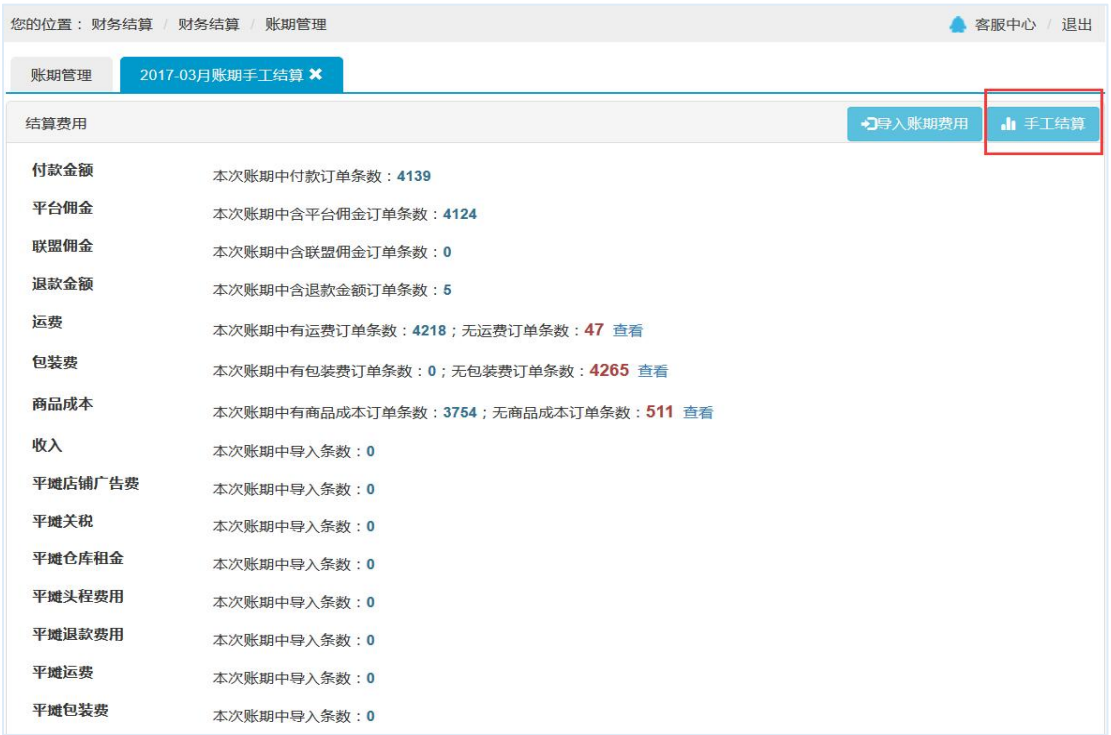 您的位置： 财务结算 / 财务结算 / 账期管理 客服中心 / 退出
账期管理 2017-03月账期手工结算 ✖
结算费用 导入账期费用 手工结算
付款金额 本次账期中付款订单条数：4139
平台佣金 本次账期中含平台佣金订单条数：4124
联盟佣金 本次账期中含联盟佣金订单条数：0
退款金额 本次账期中含退款金额订单条数：5
运费 本次账期中有运费订单条数：4218；无运费订单条数：47 查看
包装费 本次账期中有包装费订单条数：0；无包装费订单条数：4265 查看
商品成本 本次账期中有商品成本订单条数：3754；无商品成本订单条数：511 查看
收入 本次账期中导入条数：0
平摊店铺广告费 本次账期中导入条数：0
平摊关税 本次账期中导入条数：0
平摊仓库租金 本次账期中导入条数：0
平摊头程费用 本次账期中导入条数：0
平摊退款费用 本次账期中导入条数：0
平摊运费 本次账期中导入条数：0
平摊包装费 本次账期中导入条数：0